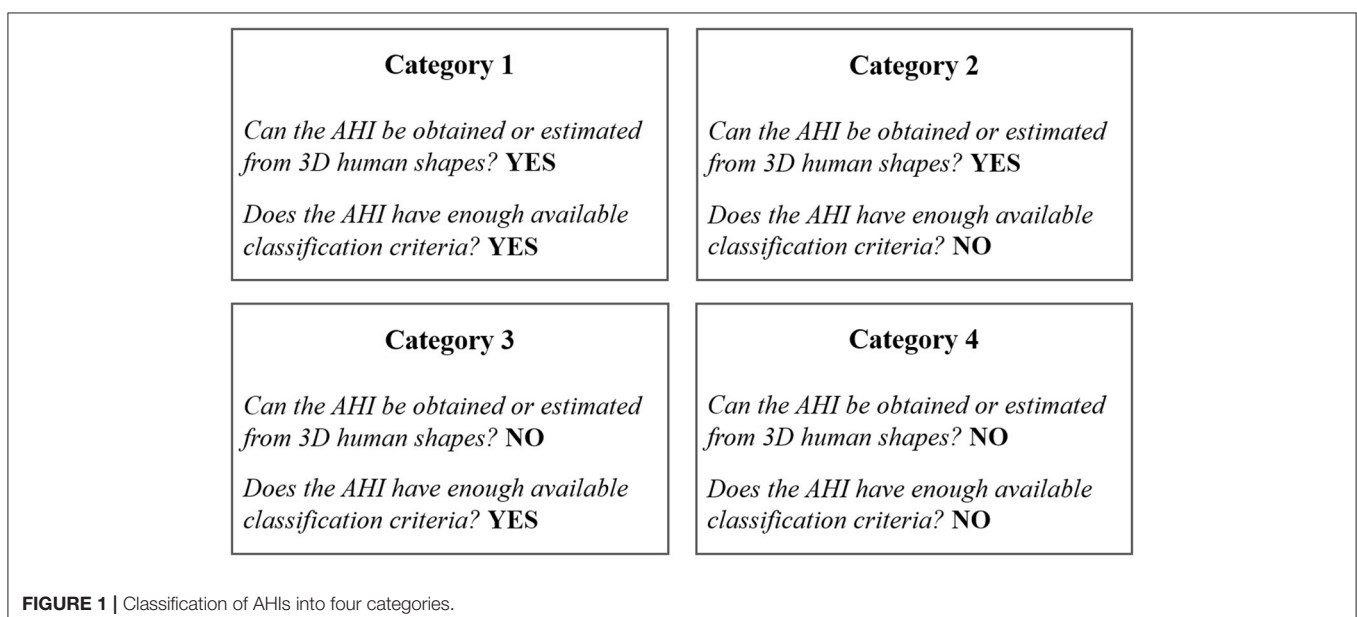 Category 1
Can the AHI be obtained or estimated
from 3D human shapes? YES
Does the AHI have enough available
classification criteria? YES
Category 2
Can the AHI be obtained or estimated
from 3D human shapes? YES
Does the AHI have enough available
classification criteria? NO
Category 3
Can the AHI be obtained or estimated
from 3D human shapes? NO
Does the AHI have enough available
classification criteria? YES
Category 4
Can the AHI be obtained or estimated
from 3D human shapes? NO
Does the AHI have enough available
classification criteria? NO
FIGURE 1 | Classification of AHIs into four categories.